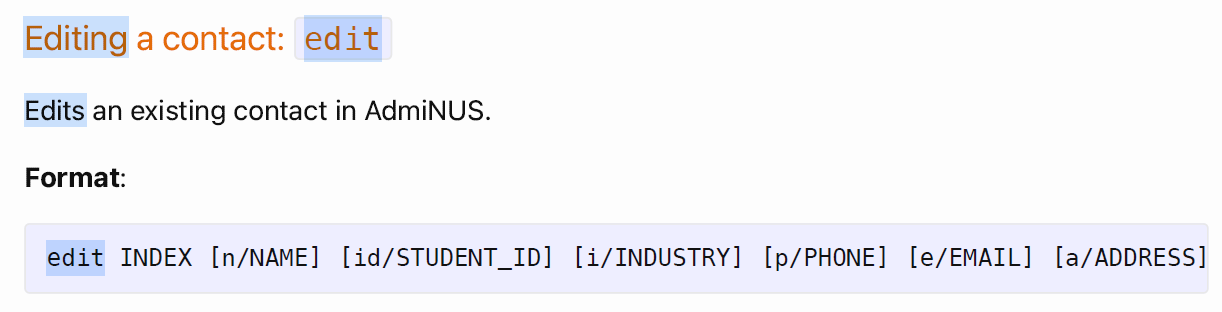 Editing a contact: edit
Edits an existing contact in AdmiNUS.
Format:
edit INDEX [n/NAME] [id/STUDENT_ID] [i/INDUSTRY] [p/PHONE] [e/EMAIL] [a/ADDRESS]